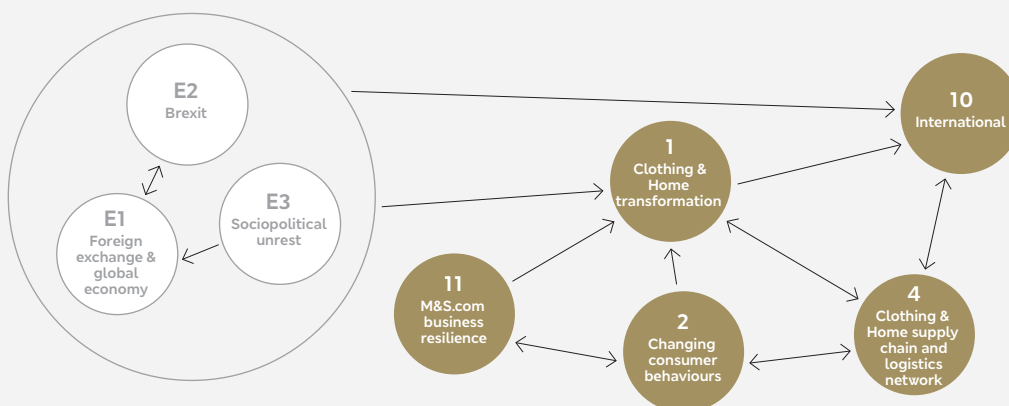 E2
Brexit
E1
Foreign
exchange &
global
economy
E3
Sociopolitical
unrest
10
International
1
Clothing &
Home
transformation
11
M&S.com
business
resilience
2
Changing
consumer
behaviours
4
Clothing &
Home supply
chain and
logistics
network